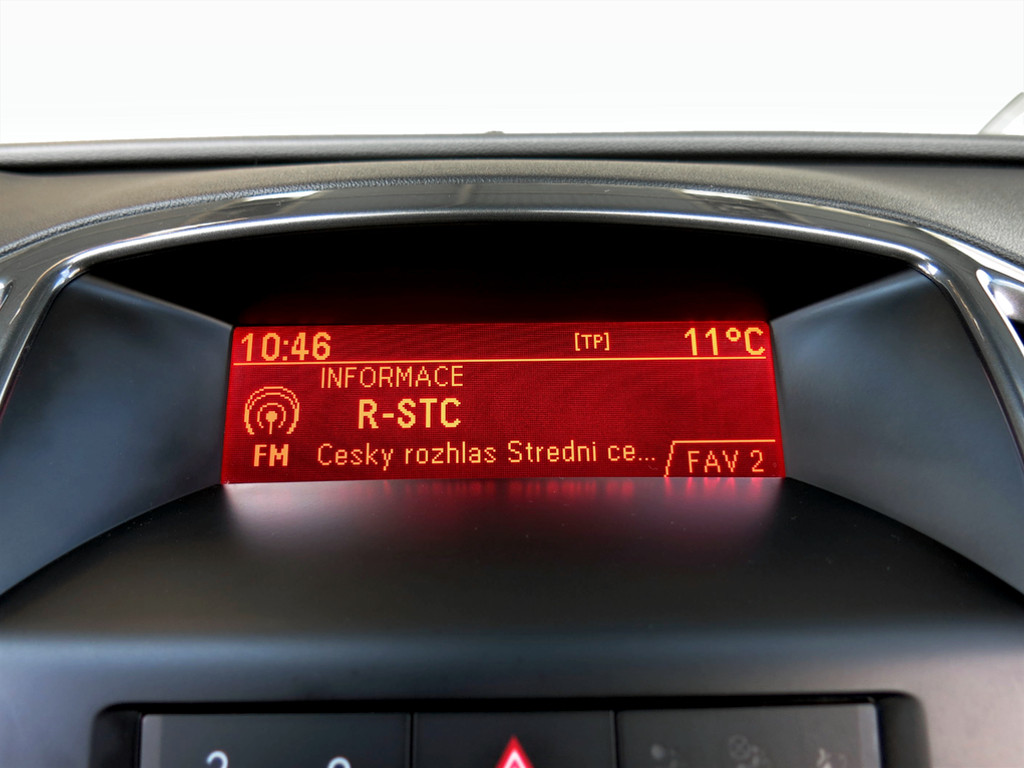 10:46 [TP] 11°C
INFORMACE
R-STC
FM Cesky rozhlas Stredni ce... FAV 2